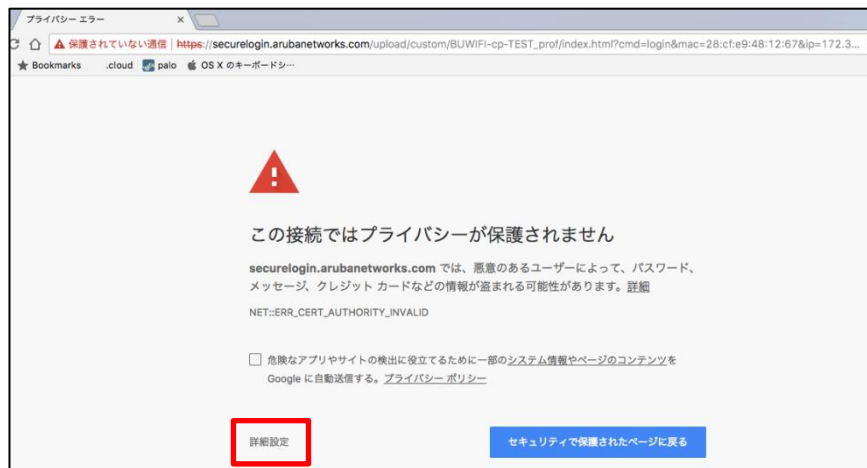 プライバシー エラー ×
保護されていない通信 | https://securelogin.arubanetworks.com/upload/custom/BUWIFI-cp-TEST_prof/index.html?cmd=login&mac=28:cf:e9:48:12:67&ip=172.3...
Bookmarks .cloud palo OS X のキーボードシ…
この接続ではプライバシーが保護されません
securelogin.arubanetworks.com では、悪意のあるユーザーによって、パスワード、
メッセージ、クレジット カードなどの情報が盗まれる可能性があります。詳細
NET::ERR_CERT_AUTHORITY_INVALID
危険なアプリやサイトの検出に役立てるために一部のシステム情報やページのコンテンツを
Google に自動送信する。プライバシー ポリシー
詳細設定 セキュリティで保護されたページに戻る